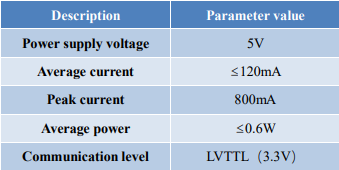 Description Parameter value
Power supply voltage 5V
Average current ≤120mA
Peak current 800mA
Average power ≤0.6W
Communication level LVTTL（3.3V）